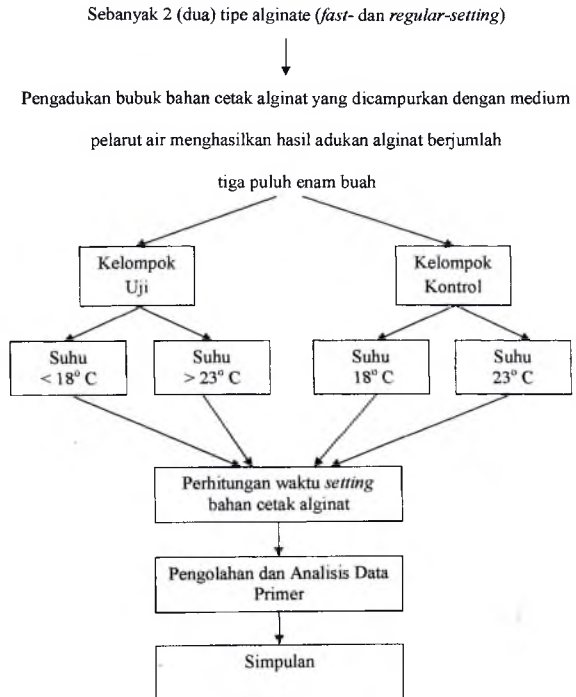 Sebanyak 2 (dua) tipe alginate (fast- dan regular-setting)
Pengadukan bubuk bahan cetak alginat yang dicampurkan dengan medium
pelarut air menghasilkan hasil adukan alginat berjumlah
tiga puluh enam buah
Kelompok
Uji
Kelompok
Kontrol
Suhu
< 18° C
Suhu
> 23° C
Suhu
18° C
Suhu
23° C
Perhitungan waktu setting
bahan cetak alginat
Pengolahan dan Analisis Data
Primer
Simpulan